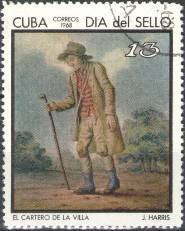 CUBA CORREOS 1968 DIA del SELLO
13
EL CARTERO DE LA VILLA J. HARRIS